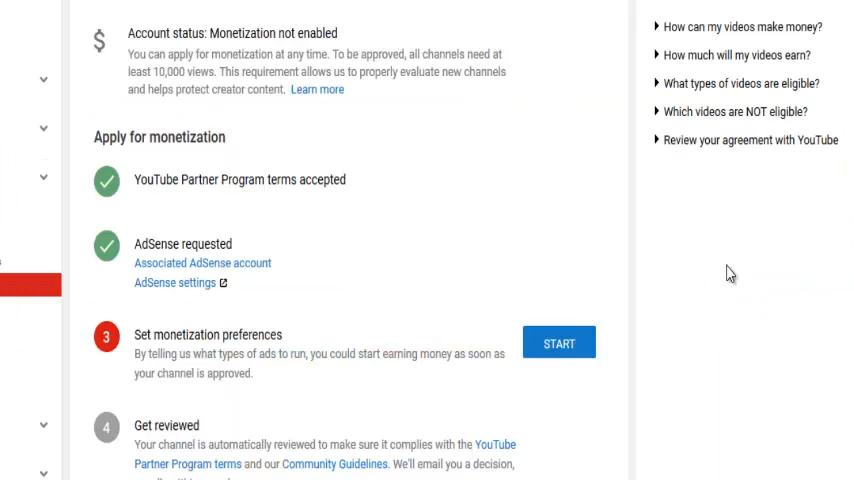 Account status: Monetization not enabled
You can apply for monetization at any time. To be approved, all channels need at
least 10,000 views. This requirement allows us to properly evaluate new channels
and helps protect creator content. Learn more
Apply for monetization
YouTube Partner Program terms accepted
AdSense requested
Associated AdSense account
AdSense settings
3
Set monetization preferences
By telling us what types of ads to run, you could start earning money as soon as
your channel is approved.
START
4
Get reviewed
Your channel is automatically reviewed to make sure it complies with the YouTube
Partner Program terms and our Community Guidelines. We'll email you a decision,
How can my videos make money?
How much will my videos earn?
What types of videos are eligible?
Which videos are NOT eligible?
Review your agreement with YouTube